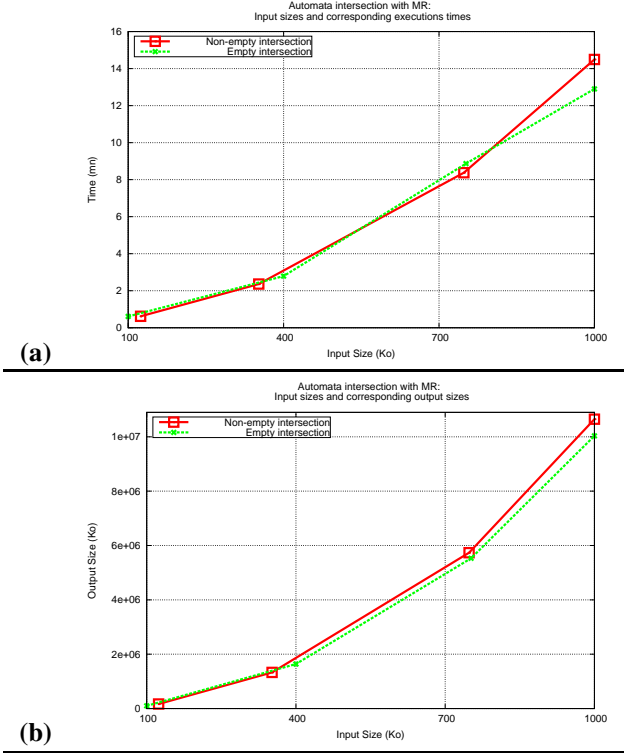 Automata intersection with MR:
Input sizes and corresponding executions times
16
14
12
10
8
6
4
2
0
Time (mn)
Non-empty intersection
Empty intersection
100
400
700
1000
Input Size (Ko)
(a)
Automata intersection with MR:
Input sizes and corresponding output sizes
1e+07
8e+06
6e+06
4e+06
2e+06
0
Output Size (Ko)
Non-empty intersection
Empty intersection
100
400
700
1000
Input Size (Ko)
(b)